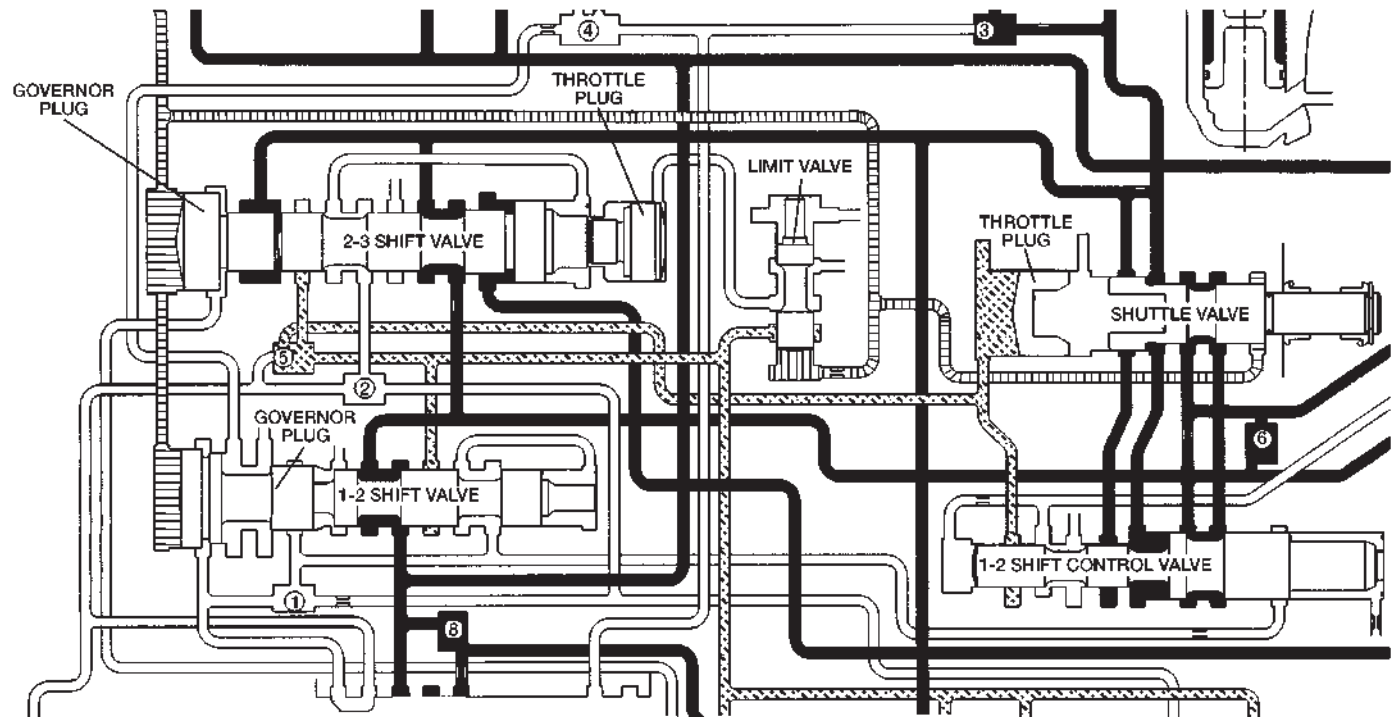 ④
③
GOVERNOR
PLUG
THROTTLE
PLUG
LIMIT VALVE
THROTTLE
PLUG
2-3 SHIFT VALVE
SHUTTLE VALVE
⑤
②
GOVERNOR
PLUG
⑥
1-2 SHIFT VALVE
1-2 SHIFT CONTROL VALVE
①
⑧